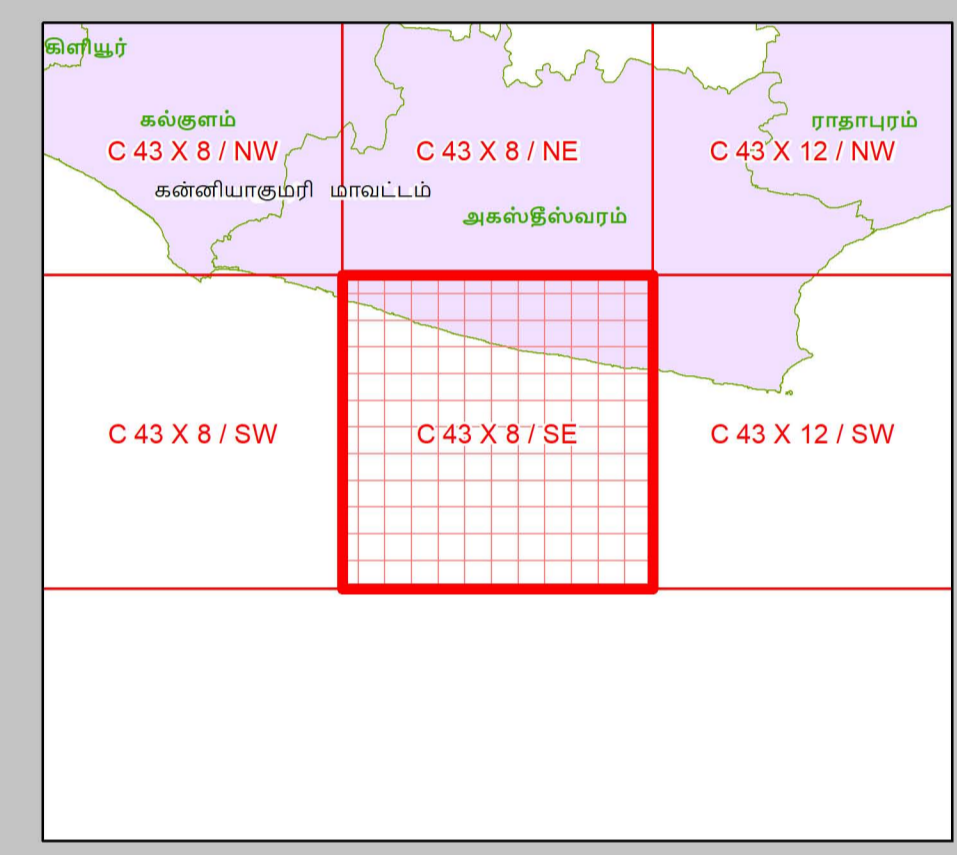 கிளியூர்
கல்குளம்
ராதாபுரம்
C 43 X 8 / NW
C 43 X 8 / NE
C 43 X 12 / NW
கன்னியாகுமரி மாவட்டம்
அகஸ்தீஸ்வரம்
C 43 X 8 / SW
C 43 X 8 / SE
C 43 X 12 / SW